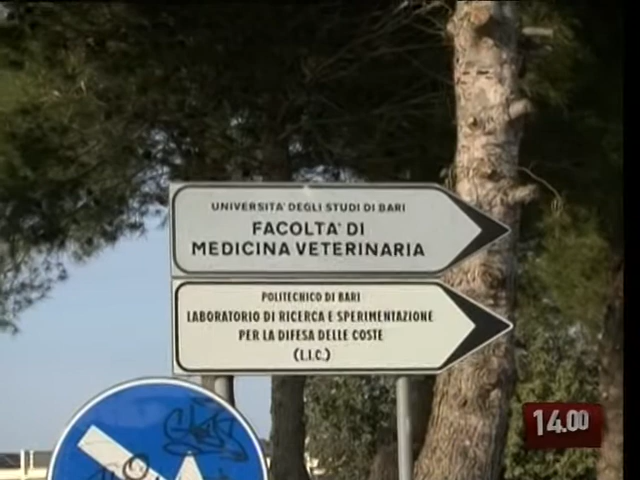 UNIVERSITA' DEGLI STUDI DI BARI
FACOLTA' DI
MEDICINA VETERINARIA
POLITECNICO DI BARI
LABORATORIO DI RICERCA E SPERIMENTAZIONE
PER LA DIFESA DELLE COSTE
(L.I.C.)
14.00